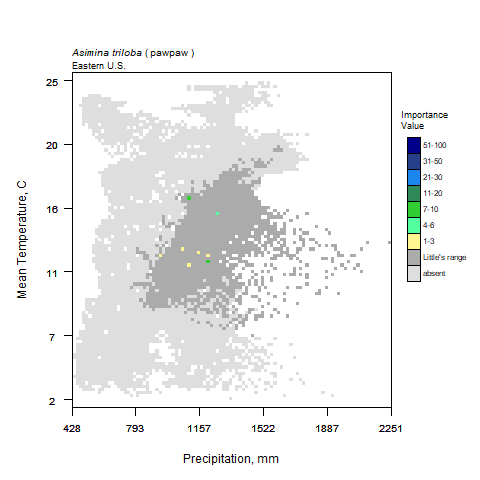 Asimina triloba ( pawpaw )
Eastern U.S.
25
20
16
11
7
2
Mean Temperature, C
428 793 1157 1522 1887 2251
Precipitation, mm
Importance
Value
51-100
31-50
21-30
11-20
7-10
4-6
1-3
Little's range
absent